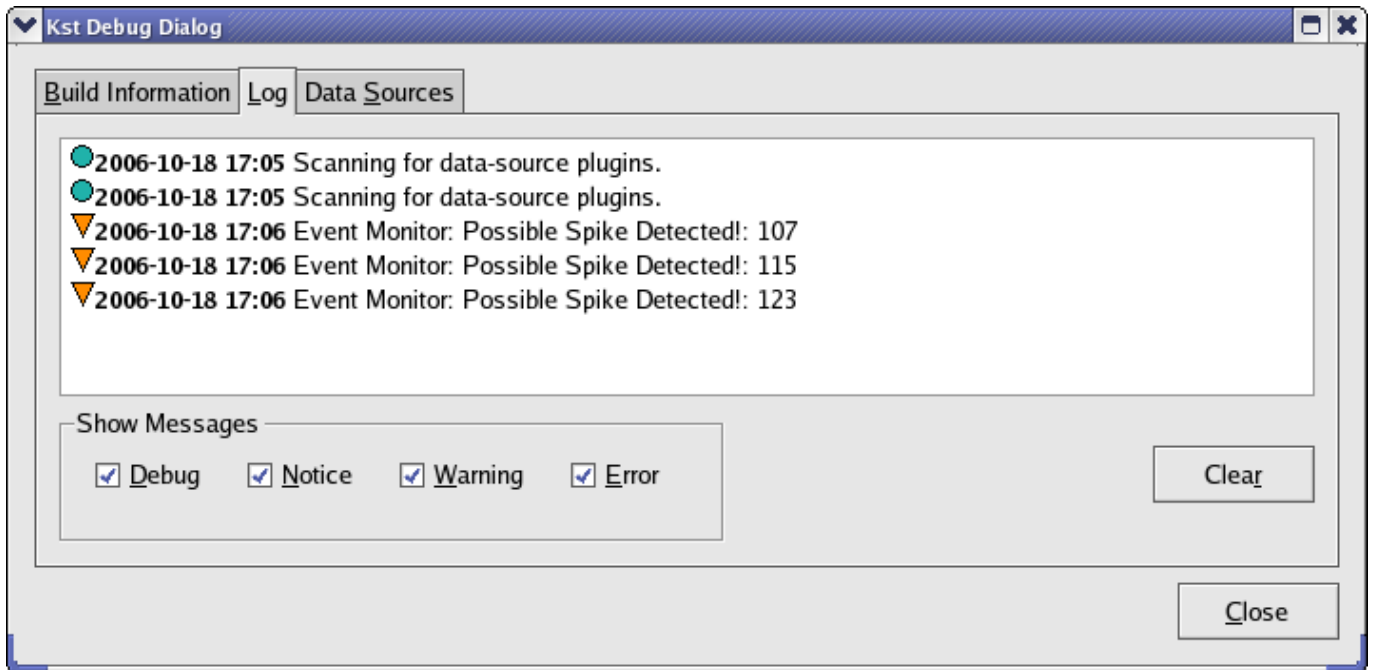 Kst Debug Dialog
Build Information Log Data Sources
2006-10-18 17:05 Scanning for data-source plugins.
2006-10-18 17:05 Scanning for data-source plugins.
2006-10-18 17:06 Event Monitor: Possible Spike Detected!: 107
2006-10-18 17:06 Event Monitor: Possible Spike Detected!: 115
2006-10-18 17:06 Event Monitor: Possible Spike Detected!: 123
Show Messages
Debug Notice Warning Error
Clear
Close